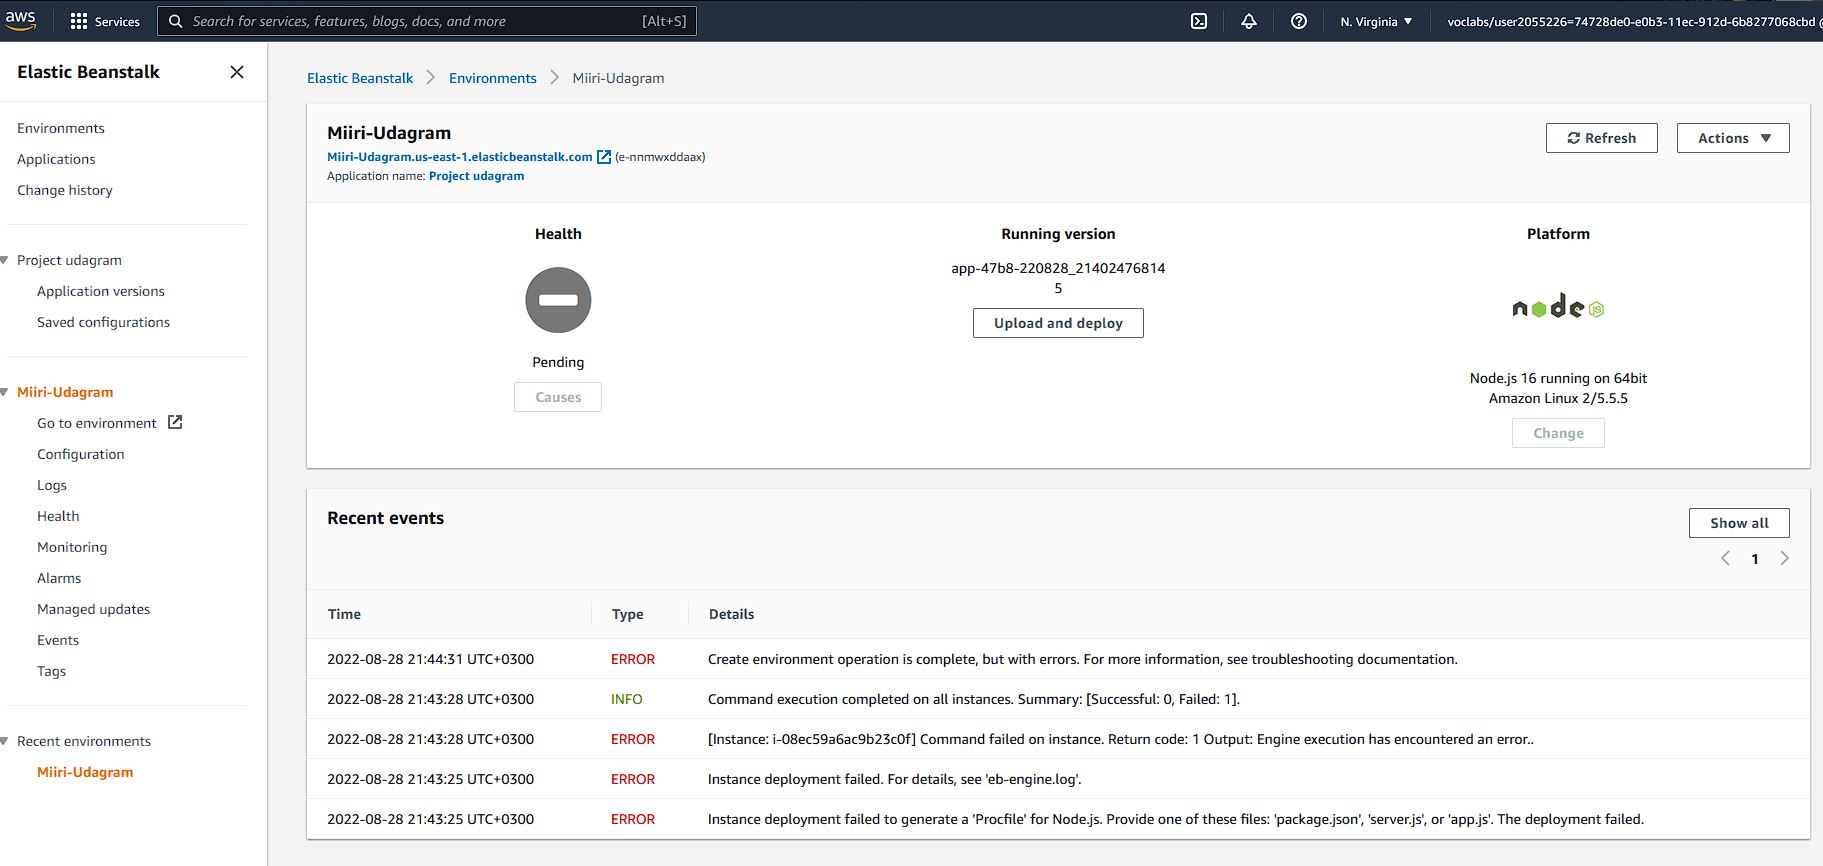 aws
Services
Search for services, features, blogs, docs, and more
[Alt+S]
N. Virginia
voclabs/user2055226=74728de0-e0b3-11ec-912d-6b8277068cbd @
Elastic Beanstalk
Environments
Applications
Change history
Project udagram
Application versions
Saved configurations
Miiri-Udagram
Go to environment
Configuration
Logs
Health
Monitoring
Alarms
Managed updates
Events
Tags
Recent environments
Miiri-Udagram
Elastic Beanstalk > Environments > Miiri-Udagram
Miiri-Udagram
Miiri-Udagram.us-east-1.elasticbeanstalk.com (e-nnmwxddaax)
Application name: Project udagram
Refresh
Actions
Health
Pending
Causes
Running version
app-47b8-220828_21402476814
5
Upload and deploy
Platform
node JS
Node.js 16 running on 64bit
Amazon Linux 2/5.5.5
Change
Recent events
Show all
1
Time Type Details
2022-08-28 21:44:31 UTC+0300 ERROR Create environment operation is complete, but with errors. For more information, see troubleshooting documentation.
2022-08-28 21:43:28 UTC+0300 INFO Command execution completed on all instances. Summary: [Successful: 0, Failed: 1].
2022-08-28 21:43:28 UTC+0300 ERROR [Instance: i-08ec59a6ac9b23c0f] Command failed on instance. Return code: 1 Output: Engine execution has encountered an error..
2022-08-28 21:43:25 UTC+0300 ERROR Instance deployment failed. For details, see 'eb-engine.log'.
2022-08-28 21:43:25 UTC+0300 ERROR Instance deployment failed to generate a 'Procfile' for Node.js. Provide one of these files: 'package.json', 'server.js', or 'app.js'. The deployment failed.